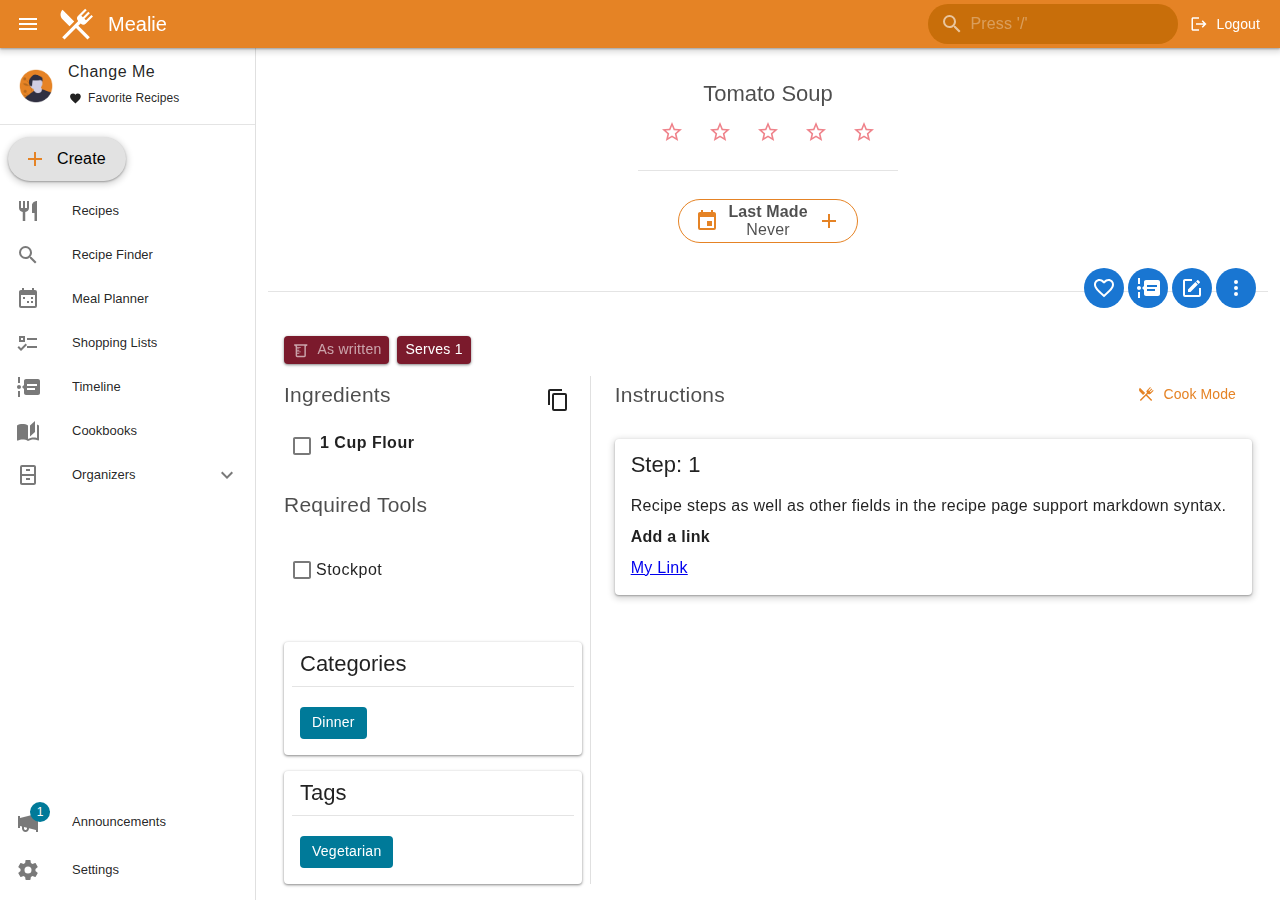 Mealie
Press '/'
Logout
Change Me
Favorite Recipes
Create
Recipes
Recipe Finder
Meal Planner
Shopping Lists
Timeline
Cookbooks
Organizers
1
Announcements
Settings
Tomato Soup
Last Made
Never
As written
Serves 1
Ingredients
1 Cup Flour
Required Tools
Stockpot
Categories
Dinner
Tags
Vegetarian
Instructions
Cook Mode
Step: 1
Recipe steps as well as other fields in the recipe page support markdown syntax.
Add a link
My Link